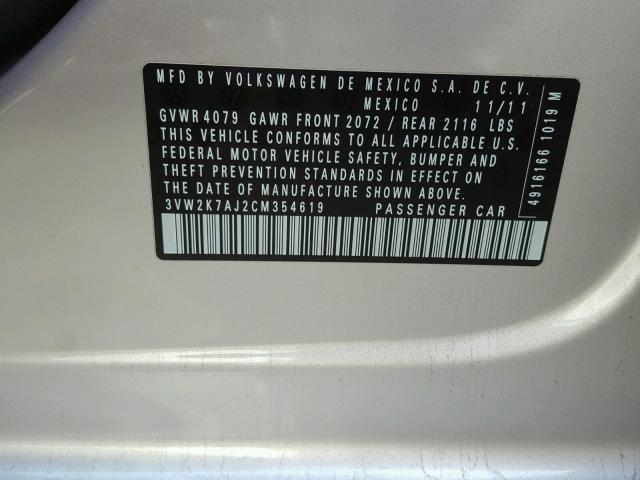 MFD BY VOLKSWAGEN DE MEXICO S.A. DE C.V.
MEXICO 11/11
GVWR 4079 GAWR FRONT 2072 / REAR 2116 LBS
THIS VEHICLE CONFORMS TO ALL APPLICABLE U.S.
FEDERAL MOTOR VEHICLE SAFETY, BUMPER AND
THEFT PREVENTION STANDARDS IN EFFECT ON
THE DATE OF MANUFACTURE SHOWN ABOVE.
3VW2K7AJ2CM354619 PASSENGER CAR
4916166 1019 M